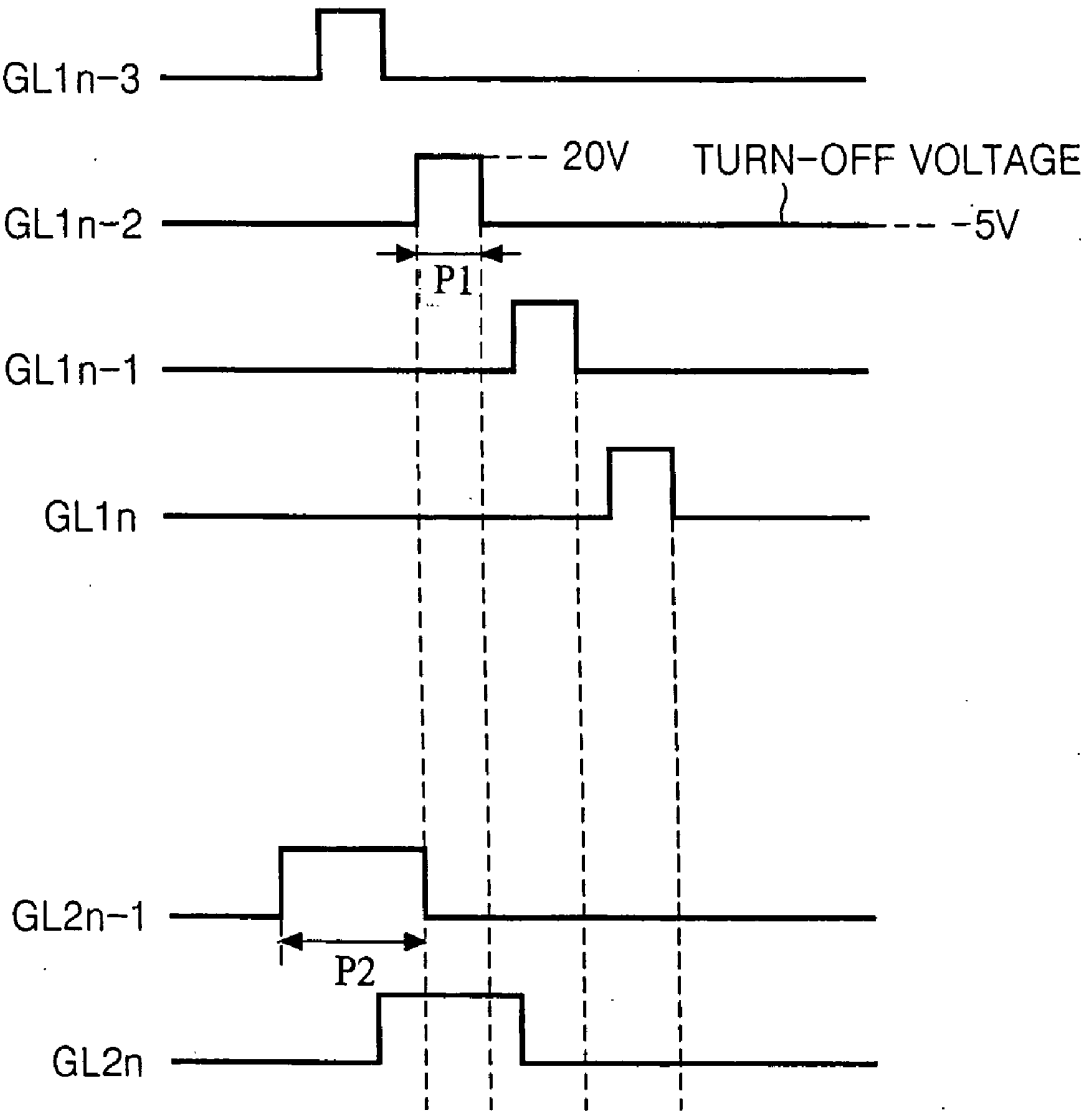 GL1n-3
20V
TURN-OFF VOLTAGE
GL1n-2
-5V
P1
GL1n-1
GL1n
GL2n-1
P2
GL2n